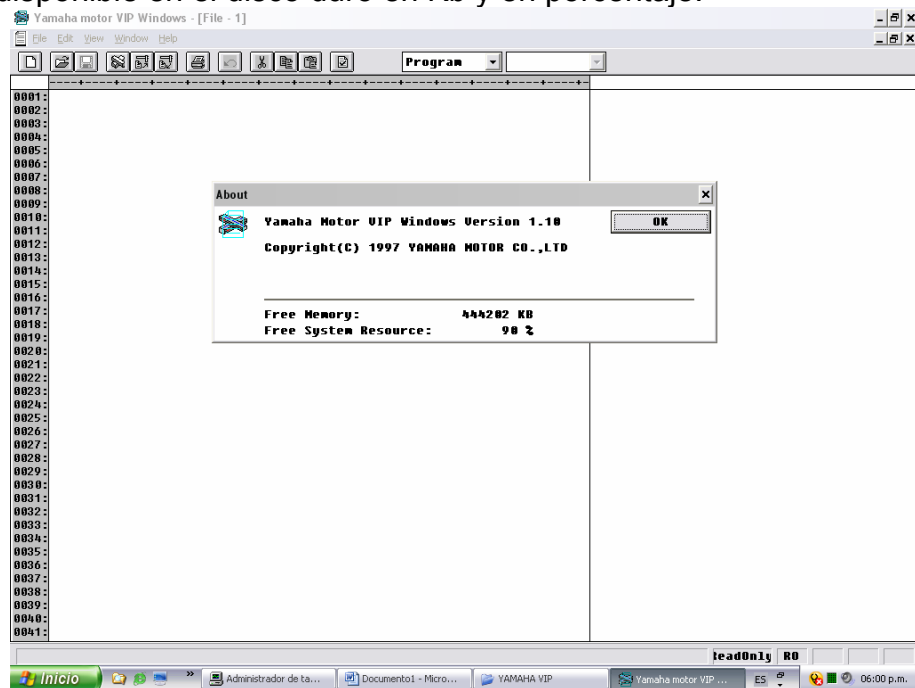 disponible en el disco duro en Kb y en porcentaje.
Yamaha motor VIP Windows - [File - 1]
File Edit View Window Help
Program
----+----+----+----+----+----+----+----+----+----+----+----+----+----+----+-
0001:
0002:
0003:
0004:
0005:
0006:
0007:
0008:
0009:
0010:
0011:
0012:
0013:
0014:
0015:
0016:
0017:
0018:
0019:
0020:
0021:
0022:
0023:
0024:
0025:
0026:
0027:
0028:
0029:
0030:
0031:
0032:
0033:
0034:
0035:
0036:
0037:
0038:
0039:
0040:
0041:
About
Yamaha Motor VIP Windows Version 1.10
OK
Copyright(C) 1997 YAMAHA MOTOR CO.,LTD
Free Memory: 444202 KB
Free System Resource: 90 %
ReadOnly RO
Inicio
Administrador de ta...
Documento1 - Micro...
YAMAHA VIP
Yamaha motor VIP ...
ES
06:00 p.m.